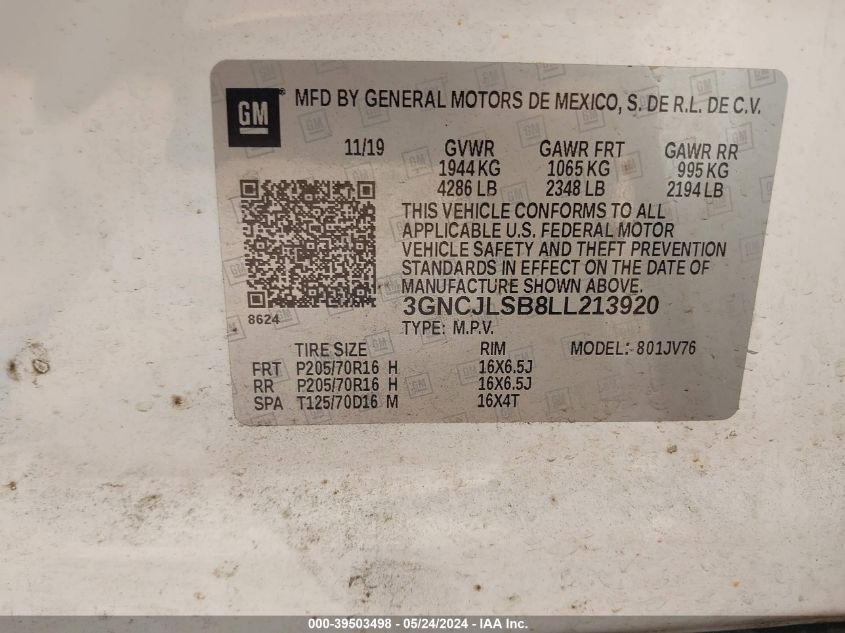 GM ® MFD BY GENERAL MOTORS DE MEXICO, S. DE R.L. DE C.V.
11/19 GVWR GAWR FRT GAWR RR
1944 KG 1065 KG 995 KG
4286 LB 2348 LB 2194 LB
THIS VEHICLE CONFORMS TO ALL
APPLICABLE U.S. FEDERAL MOTOR
VEHICLE SAFETY AND THEFT PREVENTION
STANDARDS IN EFFECT ON THE DATE OF
MANUFACTURE SHOWN ABOVE.
8624 3GNCJLSB8LL213920
TYPE: M.P.V.
TIRE SIZE RIM MODEL: 801JV76
FRT P205/70R16 H 16X6.5J
RR P205/70R16 H 16X6.5J
SPA T125/70D16 M 16X4T
000-39503498 - 05/24/2024 - IAA Inc.